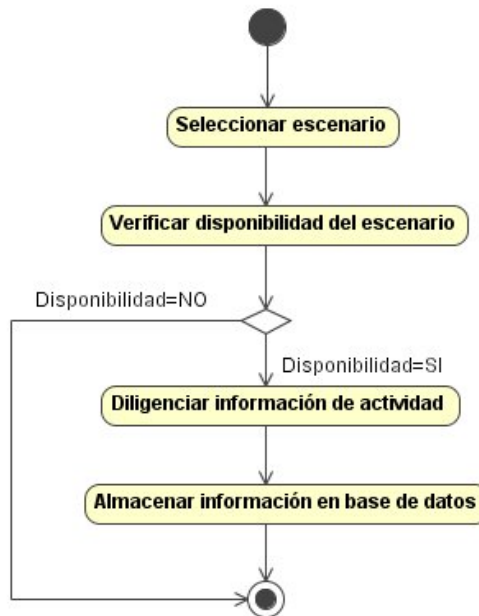 Seleccionar escenario
Verificar disponibilidad del escenario
Disponibilidad=NO
Disponibilidad=SI
Diligenciar información de actividad
Almacenar información en base de datos